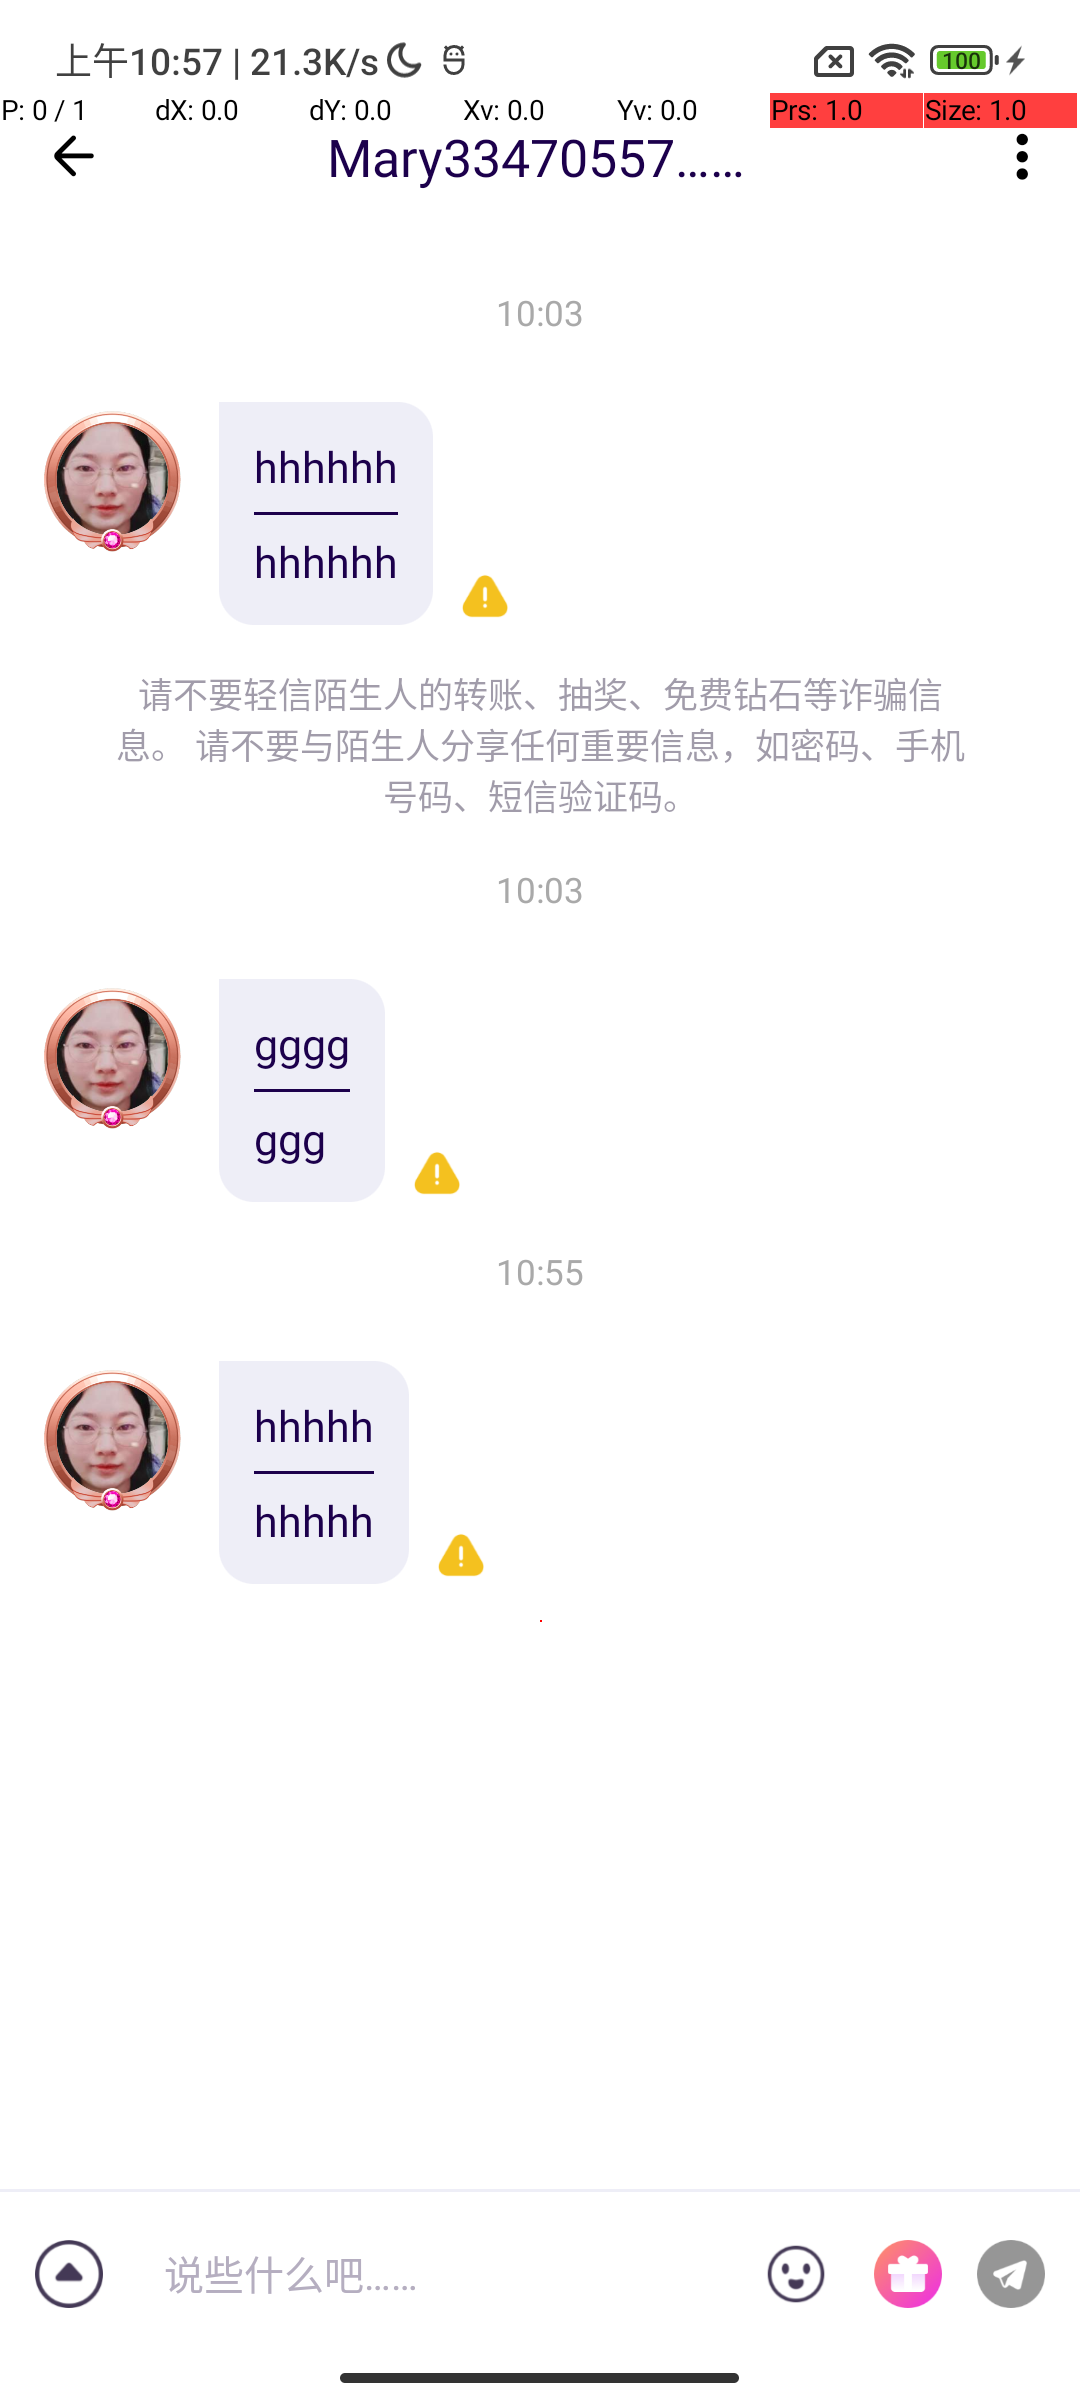 上午10:57 | 21.3K/s
100
P: 0 / 1 dX: 0.0 dY: 0.0 Xv: 0.0 Yv: 0.0 Prs: 1.0 Size: 1.0
Mary33470557......
10:03
hhhhhh
hhhhhh
请不要轻信陌生人的转账、抽奖、免费钻石等诈骗信
息。 请不要与陌生人分享任何重要信息，如密码、手机
号码、短信验证码。
10:03
gggg
ggg
10:55
hhhhh
hhhhh
说些什么吧......